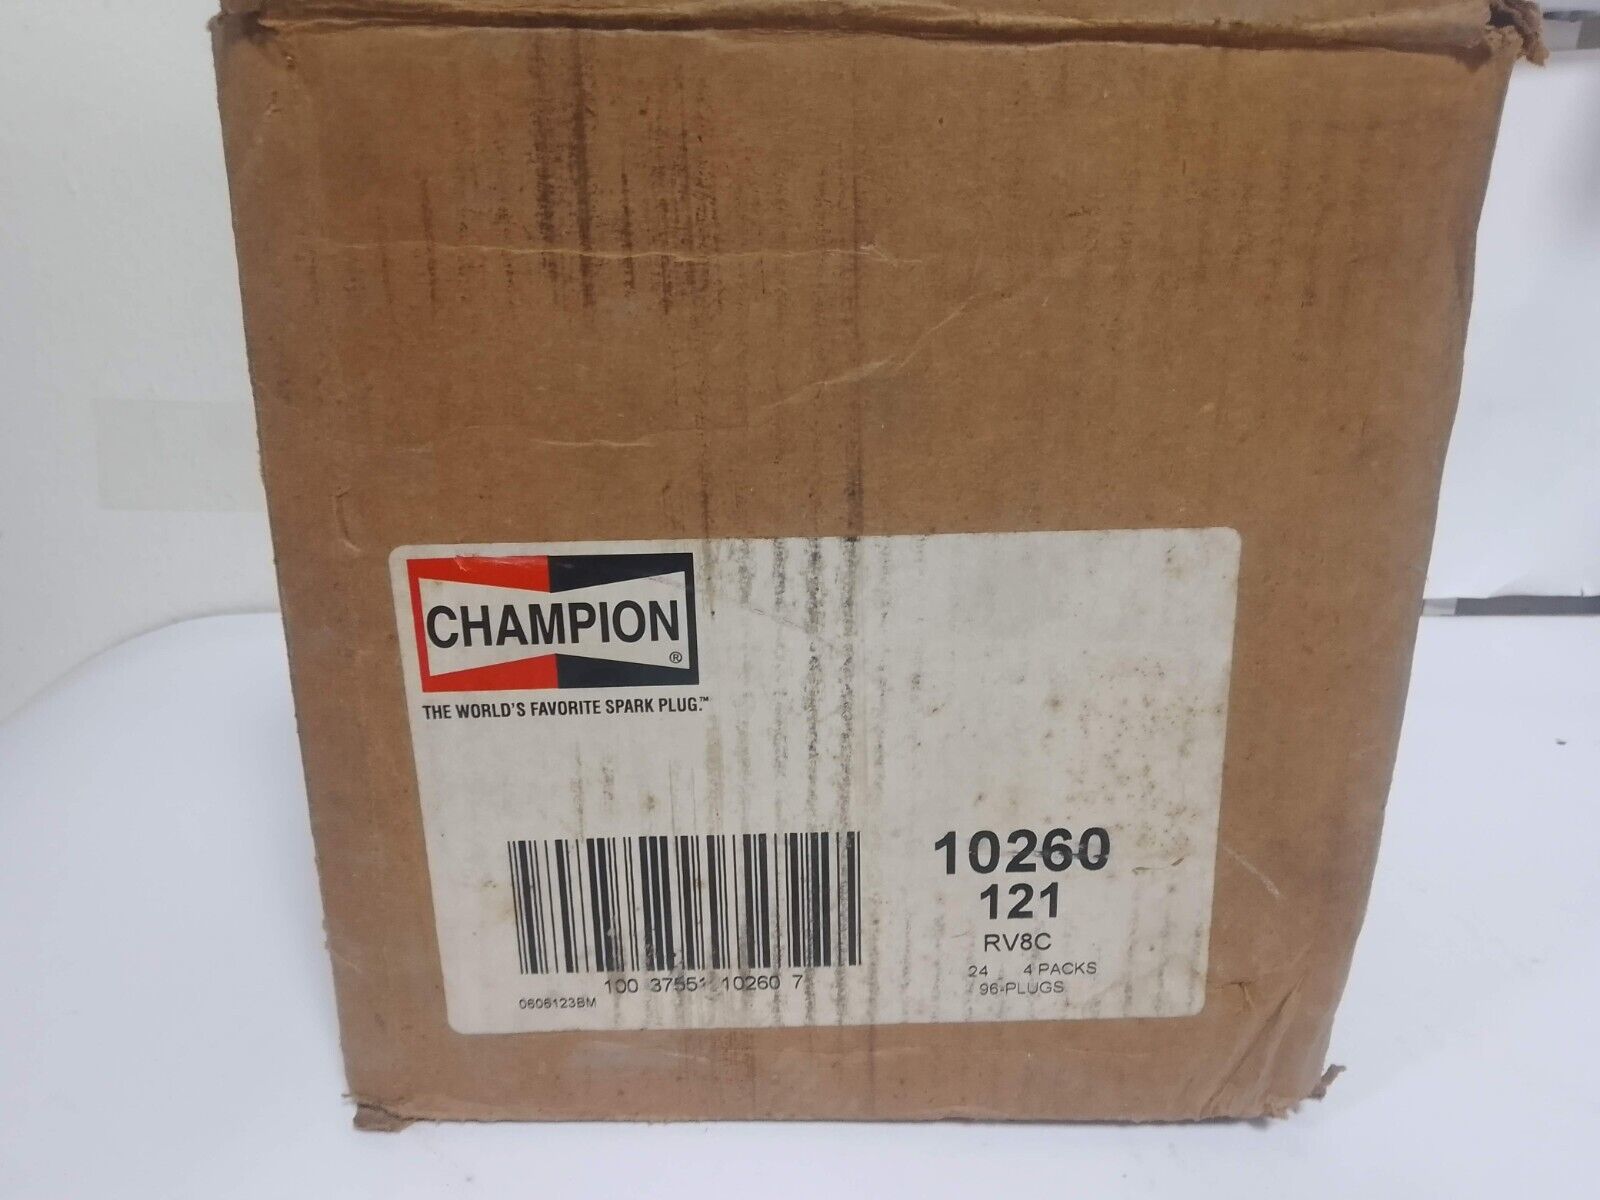 CHAMPION®
THE WORLD'S FAVORITE SPARK PLUG.™
10260
121
RV8C
24 4 PACKS
96-PLUGS
100 37551 10260 7
0606123BM